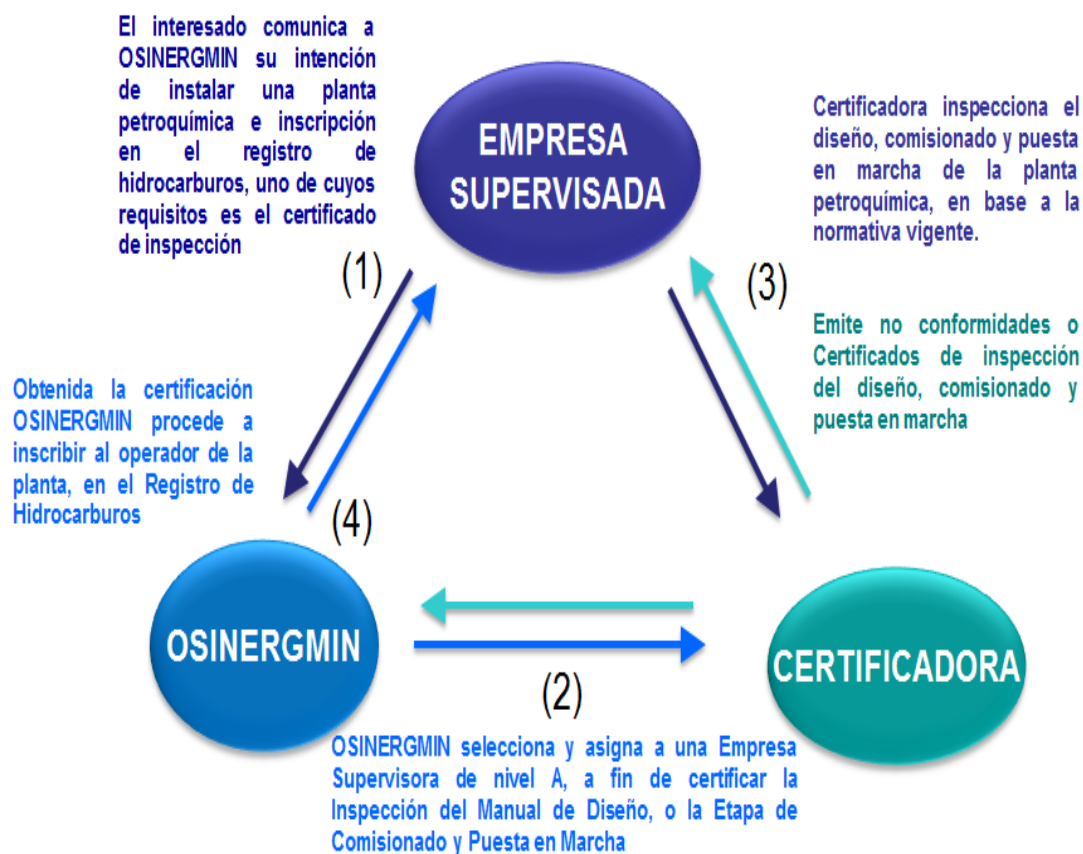 El interesado comunica a
OSINERGMIN su intención
de instalar una planta
petroquímica e inscripción
en el registro de
hidrocarburos, uno de cuyos
requisitos es el certificado
de inspección
(1)
EMPRESA
SUPERVISADA
Certificadora inspecciona el
diseño, comisionado y puesta
en marcha de la planta
petroquímica, en base a la
normativa vigente.
(3)
Emite no conformidades o
Certificados de inspección
del diseño, comisionado y
puesta en marcha
Obtenida la certificación
OSINERGMIN procede a
inscribir al operador de la
planta, en el Registro de
Hidrocarburos
(4)
OSINERGMIN
CERTIFICADORA
(2)
OSINERGMIN selecciona y asigna a una Empresa
Supervisora de nivel A, a fin de certificar la
Inspección del Manual de Diseño, o la Etapa de
Comisionado y Puesta en Marcha